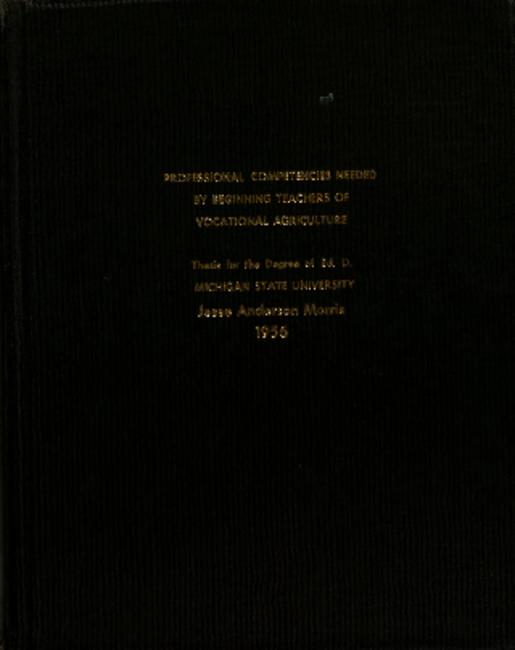 PROFESSIONAL COMPETENCIES NEEDED
BY BEGINNING TEACHERS OF
VOCATIONAL AGRICULTURE
Thesis for the Degree of Ed. D.
MICHIGAN STATE UNIVERSITY
Jesse Anderson Morris
1956